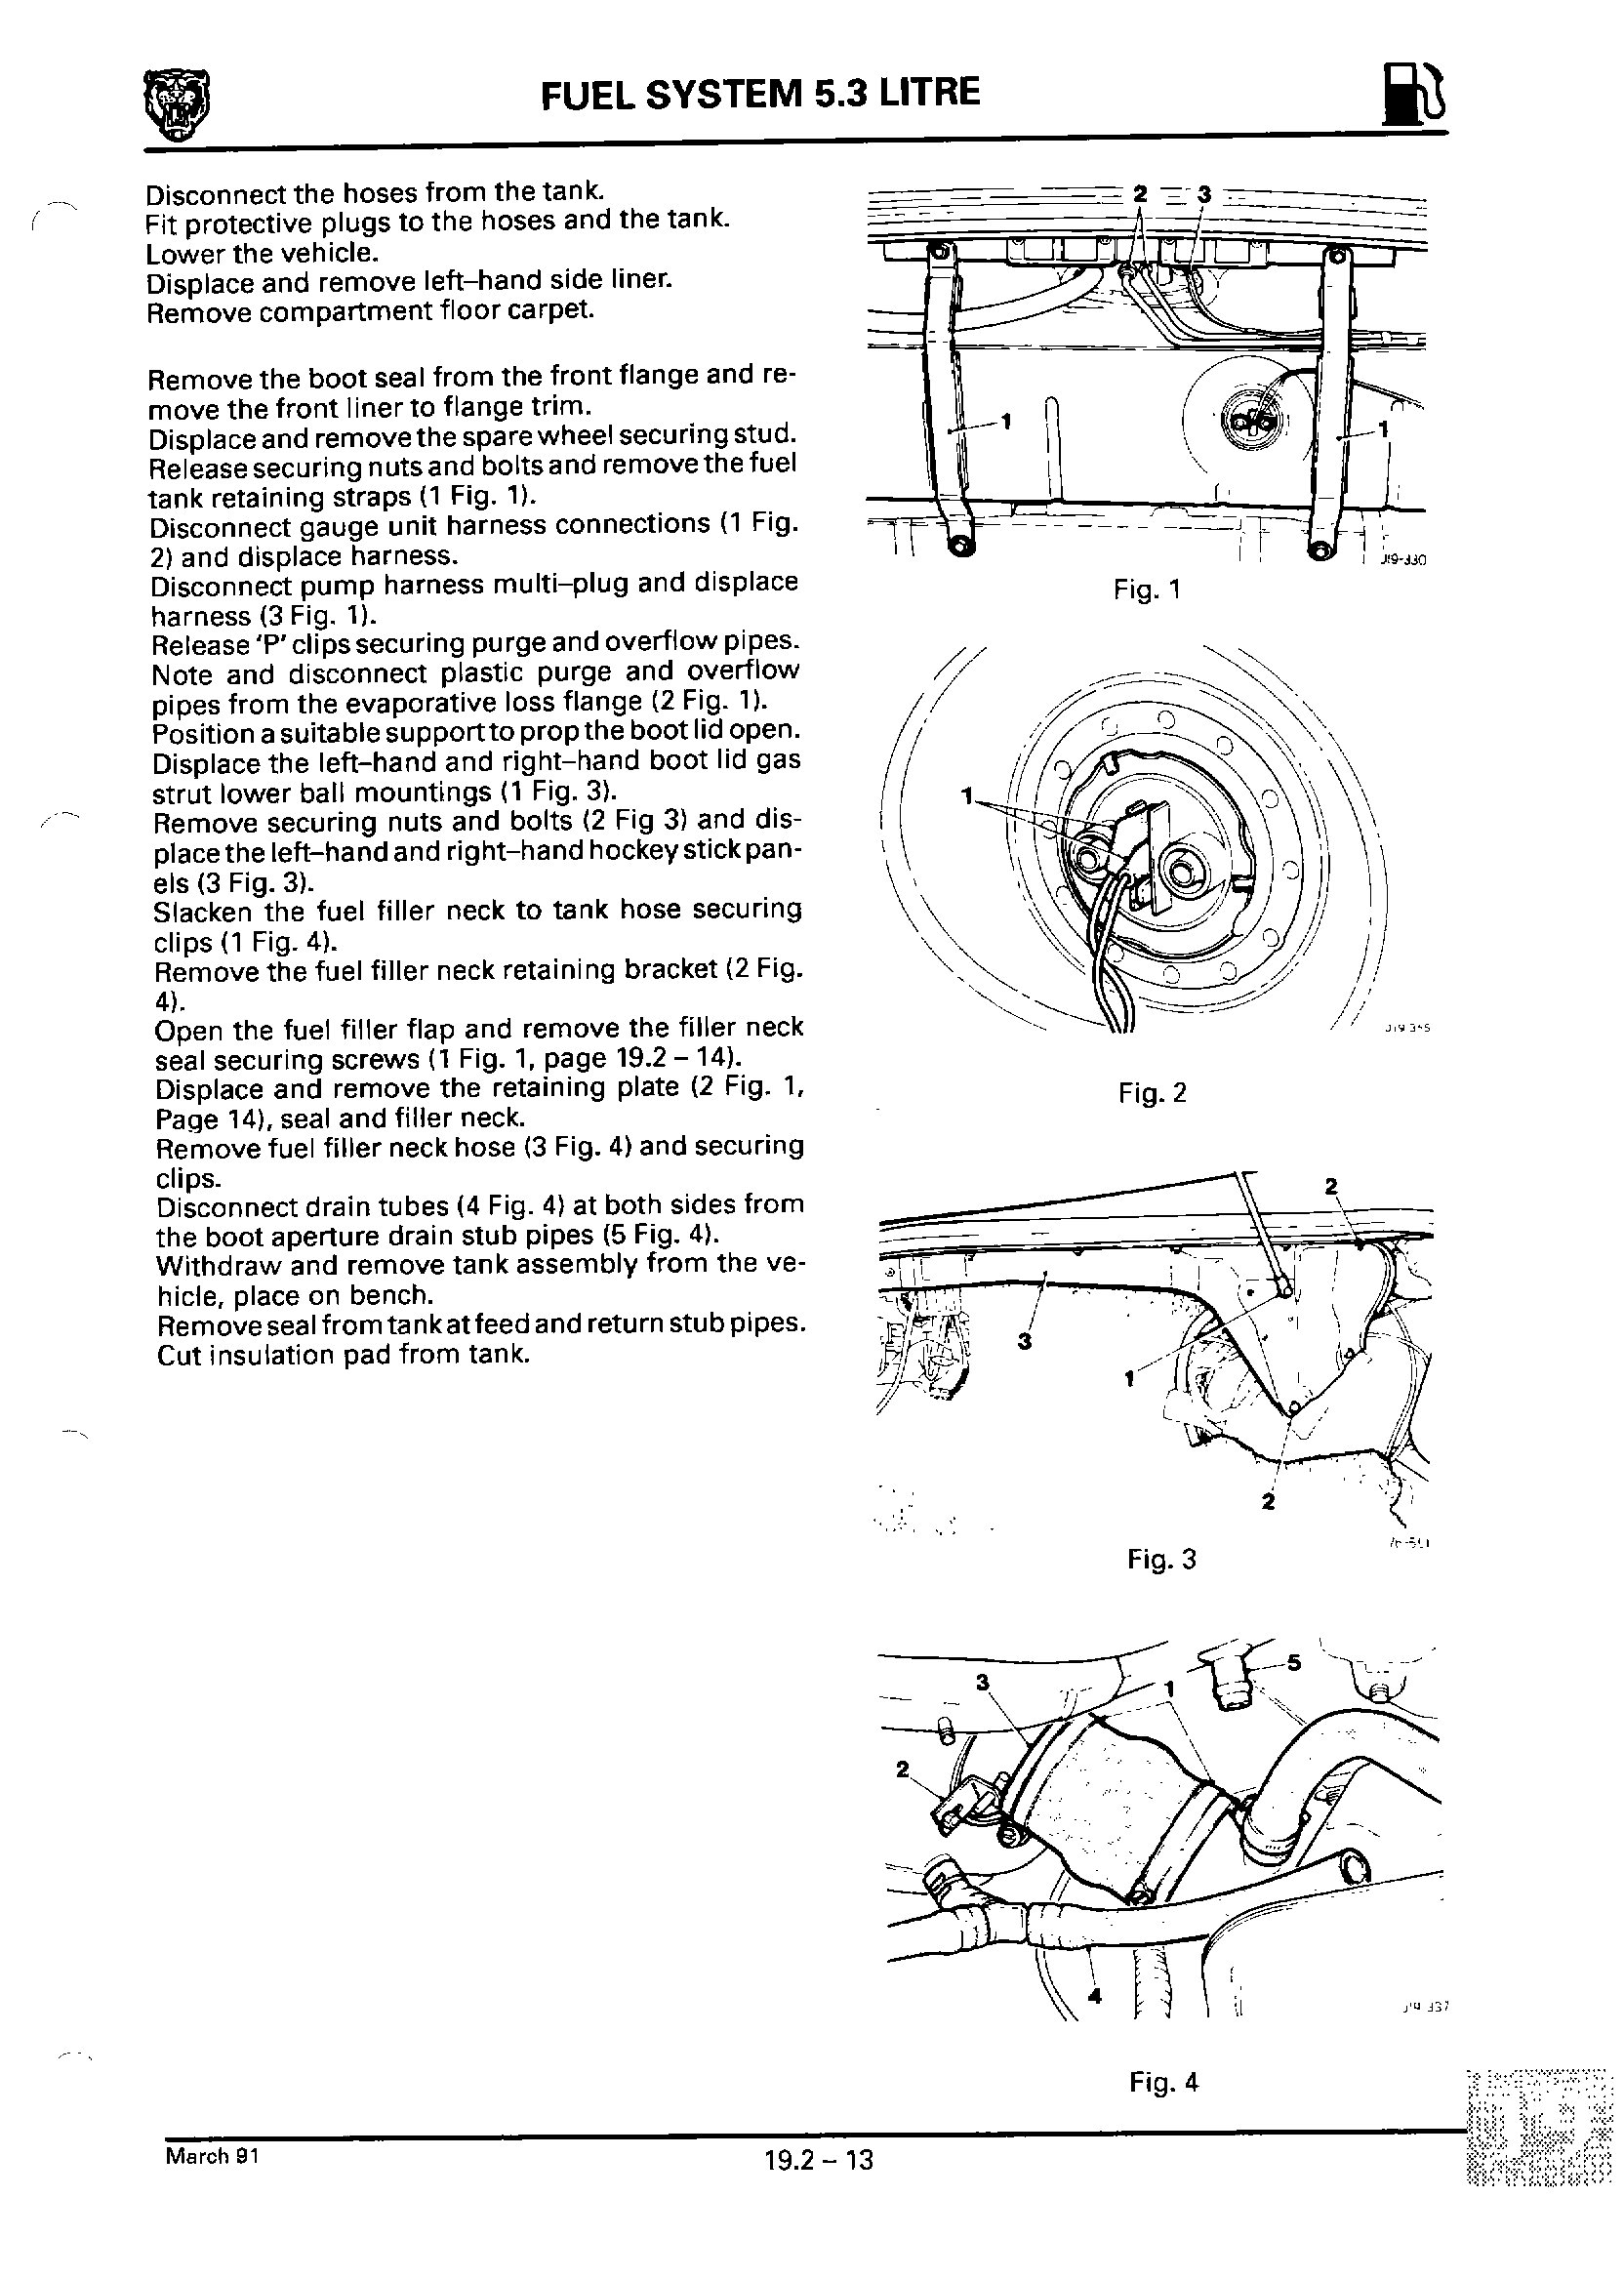 FUEL SYSTEM 5.3 LITRE
Disconnect the hoses from the tank.
Fit protective plugs to the hoses and the tank.
Lower the vehicle.
Displace and remove left–hand side liner.
Remove compartment floor carpet.
Remove the boot seal from the front flange and re-
move the front liner to flange trim.
Displace and remove the spare wheel securing stud.
Release securing nuts and bolts and remove the fuel
tank retaining straps (1 Fig. 1).
Disconnect gauge unit harness connections (1 Fig.
2) and displace harness.
Disconnect pump harness multi–plug and displace
harness (3 Fig. 1).
Release 'P' clips securing purge and overflow pipes.
Note and disconnect plastic purge and overflow
pipes from the evaporative loss flange (2 Fig. 1).
Position a suitable support to prop the boot lid open.
Displace the left–hand and right–hand boot lid gas
strut lower ball mountings (1 Fig. 3).
Remove securing nuts and bolts (2 Fig 3) and dis-
place the left–hand and right–hand hockey stick pan-
els (3 Fig. 3).
Slacken the fuel filler neck to tank hose securing
clips (1 Fig. 4).
Remove the fuel filler neck retaining bracket (2 Fig.
4).
Open the fuel filler flap and remove the filler neck
seal securing screws (1 Fig. 1, page 19.2 – 14).
Displace and remove the retaining plate (2 Fig. 1,
Page 14), seal and filler neck.
Remove fuel filler neck hose (3 Fig. 4) and securing
clips.
Disconnect drain tubes (4 Fig. 4) at both sides from
the boot aperture drain stub pipes (5 Fig. 4).
Withdraw and remove tank assembly from the ve-
hicle, place on bench.
Remove seal from tank at feed and return stub pipes.
Cut insulation pad from tank.
2 3
1 1
J19-330
Fig. 1
1
J19 345
Fig. 2
2
3
1
2
Fig. 3
5
3 1
2
4
Fig. 4
March 91
19.2 – 13